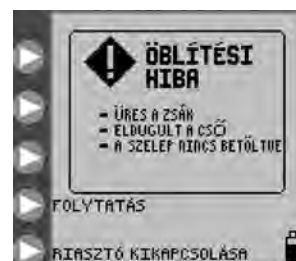 ÖBLÍTÉSI
HIBA
- ÜRES A ZSÁK
- ELDUGULT A CSŐ
- A SZELEP NINCS BETÖLTVE
FOLYTATÁS
RIASZTÓ KIKAPCSOLÁSA